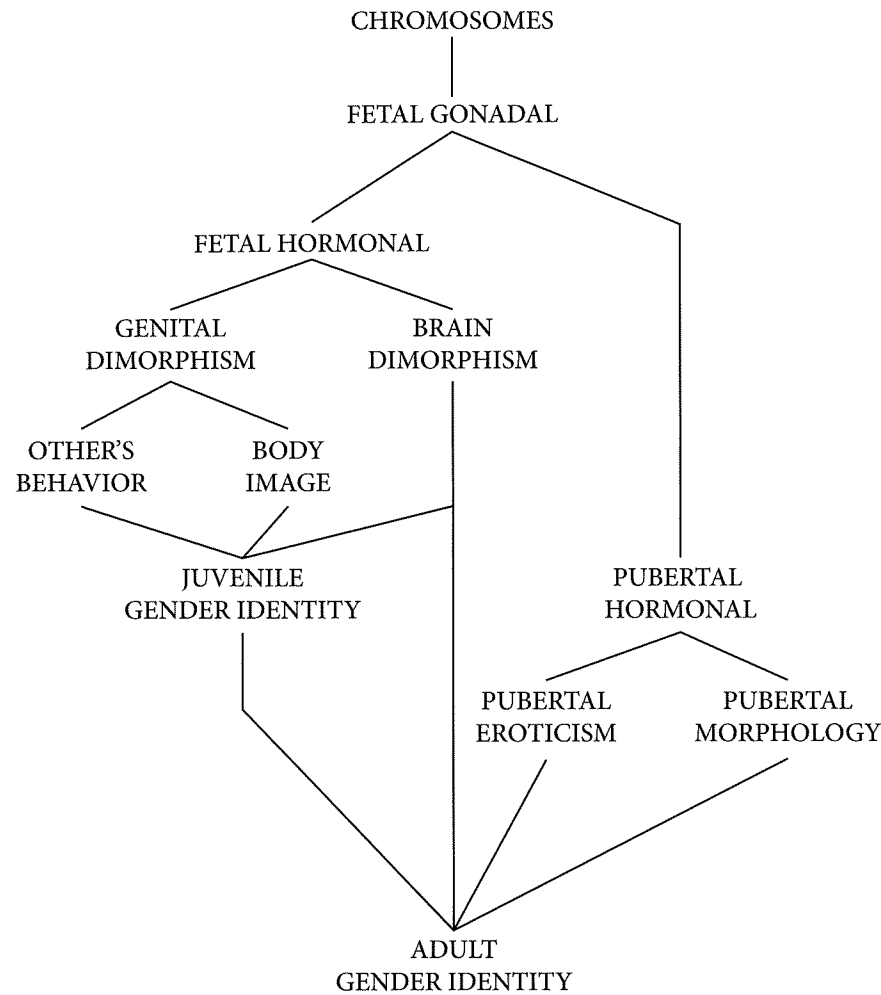 CHROMOSOMES
FETAL GONADAL
FETAL HORMONAL
GENITAL
DIMORPHISM
BRAIN
DIMORPHISM
OTHER'S
BEHAVIOR
BODY
IMAGE
JUVENILE
GENDER IDENTITY
PUBERTAL
HORMONAL
PUBERTAL
EROTICISM
PUBERTAL
MORPHOLOGY
ADULT
GENDER IDENTITY